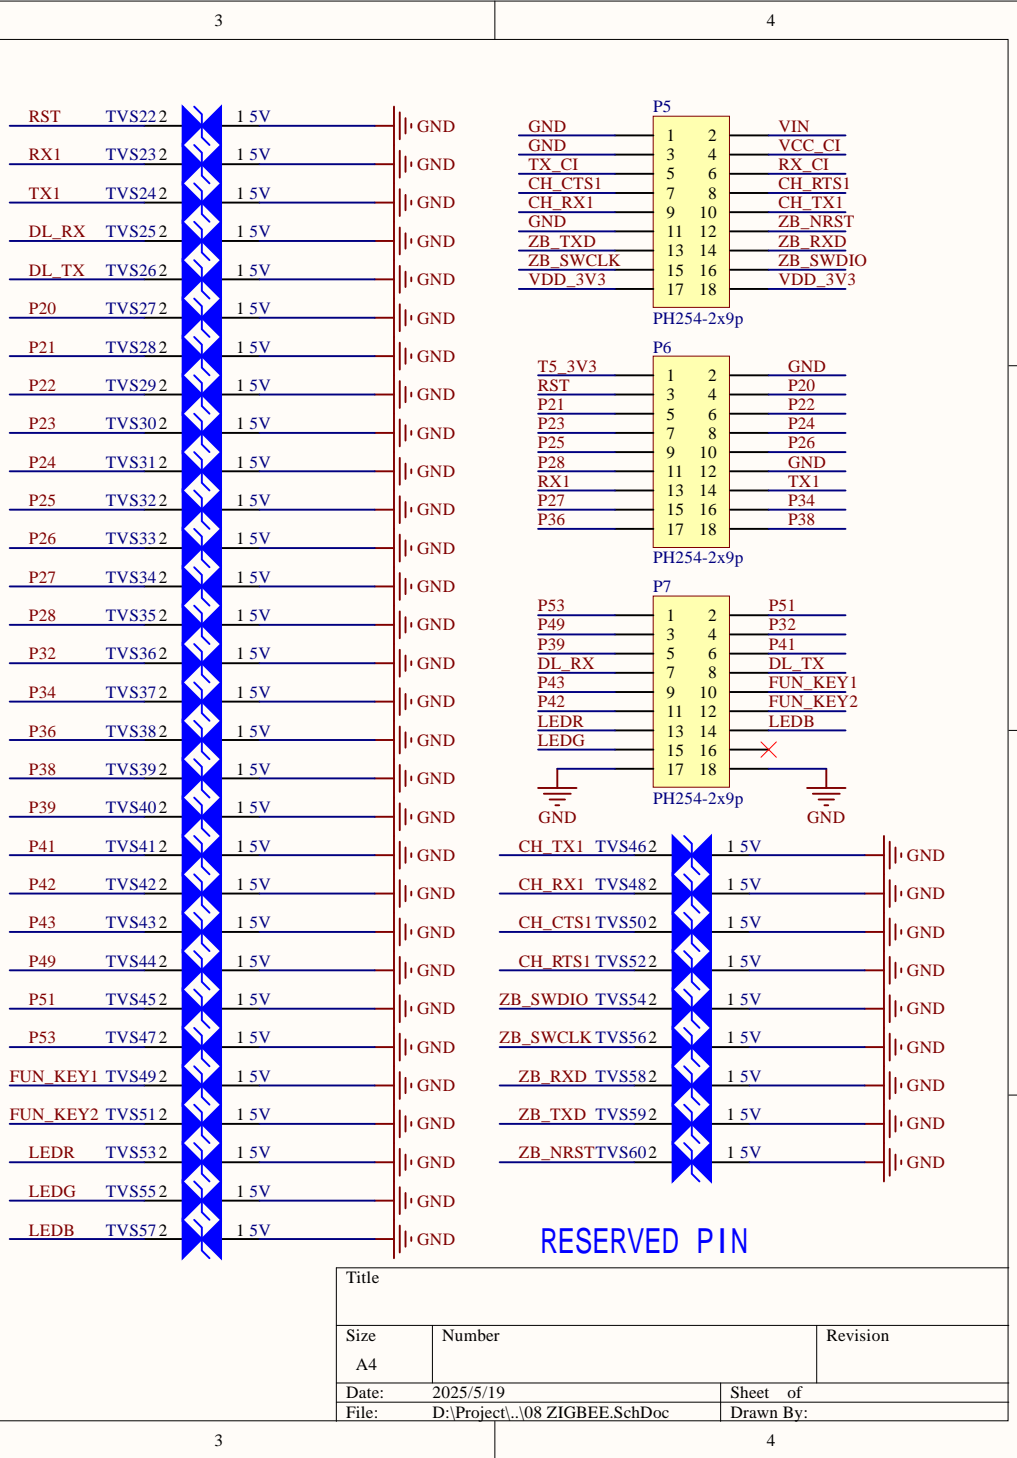 3 4
RST TVS22 2 1 5V GND
RX1 TVS23 2 1 5V GND
TX1 TVS24 2 1 5V GND
DL_RX TVS25 2 1 5V GND
DL_TX TVS26 2 1 5V GND
P20 TVS27 2 1 5V GND
P21 TVS28 2 1 5V GND
P22 TVS29 2 1 5V GND
P23 TVS30 2 1 5V GND
P24 TVS31 2 1 5V GND
P25 TVS32 2 1 5V GND
P26 TVS33 2 1 5V GND
P27 TVS34 2 1 5V GND
P28 TVS35 2 1 5V GND
P32 TVS36 2 1 5V GND
P34 TVS37 2 1 5V GND
P36 TVS38 2 1 5V GND
P38 TVS39 2 1 5V GND
P39 TVS40 2 1 5V GND
P41 TVS41 2 1 5V GND
P42 TVS42 2 1 5V GND
P43 TVS43 2 1 5V GND
P49 TVS44 2 1 5V GND
P51 TVS45 2 1 5V GND
P53 TVS47 2 1 5V GND
FUN_KEY1 TVS49 2 1 5V GND
FUN_KEY2 TVS51 2 1 5V GND
LEDR TVS53 2 1 5V GND
LEDG TVS55 2 1 5V GND
LEDB TVS57 2 1 5V GND
P5
GND 1 2 VIN
GND 3 4 VCC_CI
TX_CI 5 6 RX_CI
CH_CTS1 7 8 CH_RTS1
CH_RX1 9 10 CH_TX1
GND 11 12 ZB_NRST
ZB_TXD 13 14 ZB_RXD
ZB_SWCLK 15 16 ZB_SWDIO
VDD_3V3 17 18 VDD_3V3
PH254-2x9p
P6
T5_3V3 1 2 GND
RST 3 4 P20
P21 5 6 P22
P23 7 8 P24
P25 9 10 P26
P28 11 12 GND
RX1 13 14 TX1
P27 15 16 P34
P36 17 18 P38
PH254-2x9p
P7
P53 1 2 P51
P49 3 4 P32
P39 5 6 P41
DL_RX 7 8 DL_TX
P43 9 10 FUN_KEY1
P42 11 12 FUN_KEY2
LEDR 13 14 LEDB
LEDG 15 16
17 18
PH254-2x9p
GND GND
CH_TX1 TVS46 2 1 5V GND
CH_RX1 TVS48 2 1 5V GND
CH_CTS1 TVS50 2 1 5V GND
CH_RTS1 TVS52 2 1 5V GND
ZB_SWDIO TVS54 2 1 5V GND
ZB_SWCLK TVS56 2 1 5V GND
ZB_RXD TVS58 2 1 5V GND
ZB_TXD TVS59 2 1 5V GND
ZB_NRST TVS60 2 1 5V GND
RESERVED PIN
Title
Size Number Revision
A4
Date: 2025/5/19 Sheet of
File: D:\Project\..\08 ZIGBEE.SchDoc Drawn By:
3 4